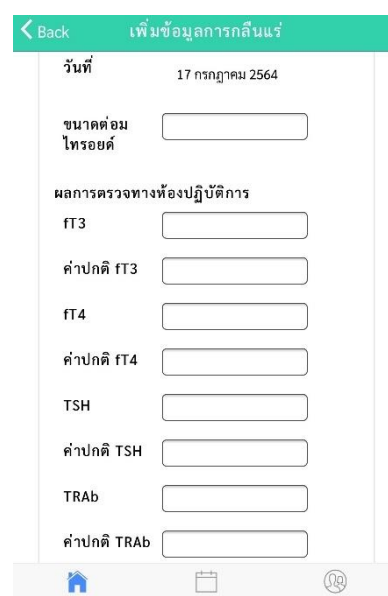 Back เพิ่มข้อมูลการกลืนแร่
วันที่ 17 กรกฎาคม 2564
ขนาดต่อม
ไทรอยด์
ผลการตรวจทางห้องปฏิบัติการ
fT3
ค่าปกติ fT3
fT4
ค่าปกติ fT4
TSH
ค่าปกติ TSH
TRAb
ค่าปกติ TRAb